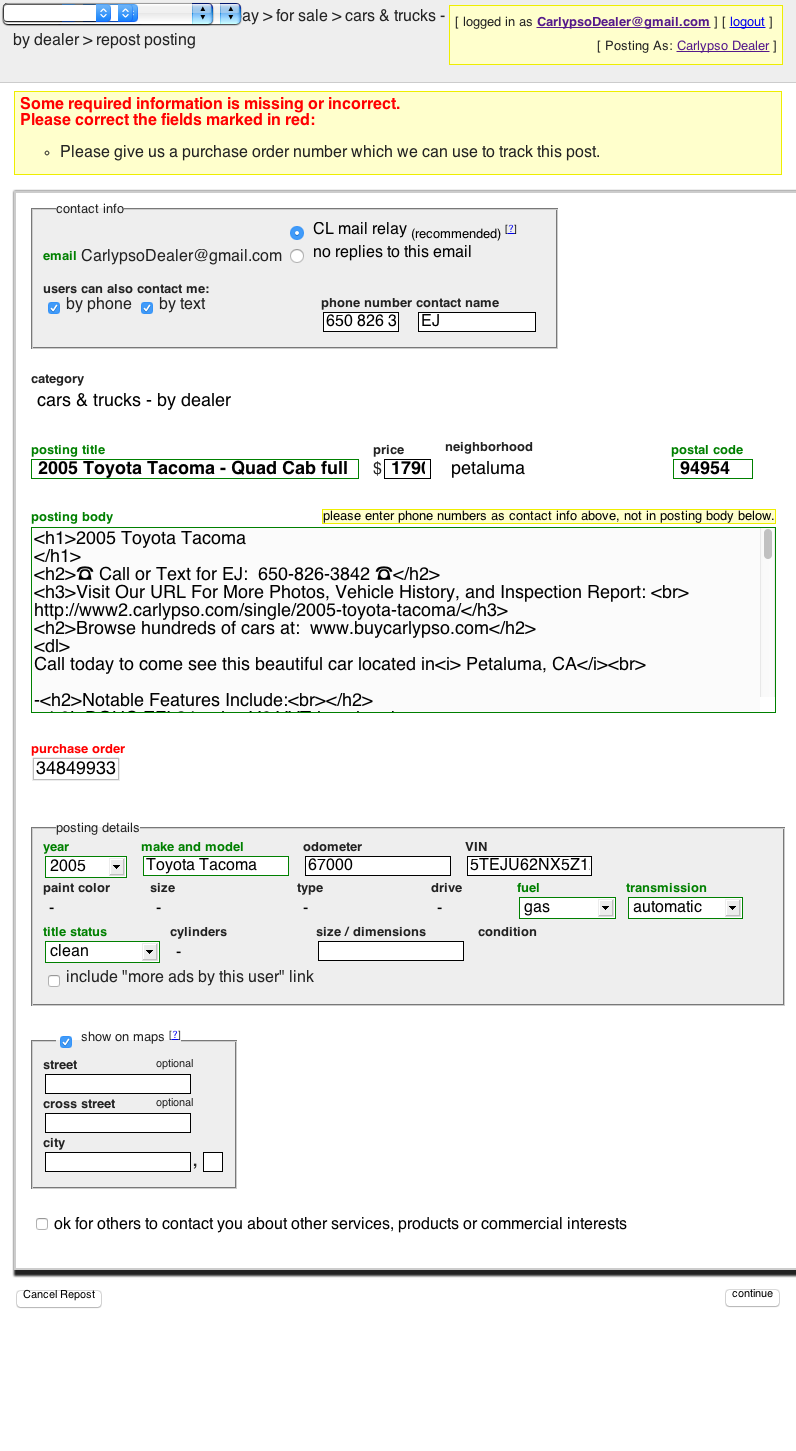 ay > for sale > cars & trucks -
by dealer > repost posting
[ logged in as CarlypsoDealer@gmail.com ] [ logout ]
[ Posting As: Carlypso Dealer ]
Some required information is missing or incorrect.
Please correct the fields marked in red:
Please give us a purchase order number which we can use to track this post.
contact info
CL mail relay (recommended) [?]
email CarlypsoDealer@gmail.com
no replies to this email
users can also contact me:
by phone by text
phone number contact name
650 826 3 EJ
category
cars & trucks - by dealer
posting title price neighborhood postal code
2005 Toyota Tacoma - Quad Cab full $ 1790 petaluma 94954
posting body please enter phone numbers as contact info above, not in posting body below.
<h1>2005 Toyota Tacoma
</h1>
<h2>☎ Call or Text for EJ:  650-826-3842 ☎</h2>
<h3>Visit Our URL For More Photos, Vehicle History, and Inspection Report: <br>
http://www2.carlypso.com/single/2005-toyota-tacoma/</h3>
<h2>Browse hundreds of cars at:  www.buycarlypso.com</h2>
<dl>
Call today to come see this beautiful car located in<i> Petaluma, CA</i><br>
-<h2>Notable Features Include:<br></h2>
purchase order
34849933
posting details
year make and model odometer VIN
2005 Toyota Tacoma 67000 5TEJU62NX5Z1
paint color size type drive fuel transmission
- - - - gas automatic
title status cylinders size / dimensions condition
clean -
include "more ads by this user" link
show on maps [?]
street optional
cross street optional
city
,
ok for others to contact you about other services, products or commercial interests
Cancel Repost continue